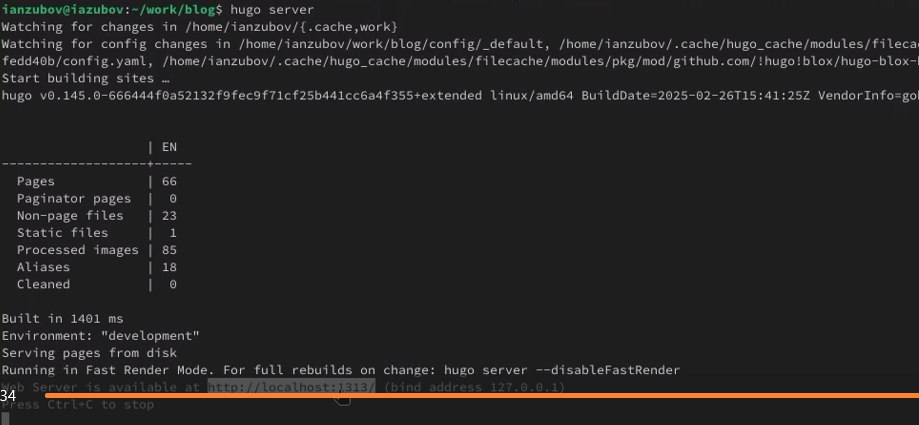 ianzubov@iazubov:~/work/blog$ hugo server
Watching for changes in /home/ianzubov/{.cache,work}
Watching for config changes in /home/ianzubov/work/blog/config/_default, /home/ianzubov/.cache/hugo_cache/modules/fileca
fedd40b/config.yaml, /home/ianzubov/.cache/hugo_cache/modules/filecache/modules/pkg/mod/github.com/!hugo!blox/hugo-blox-
Start building sites …
hugo v0.145.0-666444f0a52132f9fec9f71cf25b441cc6a4f355+extended linux/amd64 BuildDate=2025-02-26T15:41:25Z VendorInfo=go
| EN
-------------------+-----
Pages | 66
Paginator pages | 0
Non-page files | 23
Static files | 1
Processed images | 85
Aliases | 18
Cleaned | 0
Built in 1401 ms
Environment: "development"
Serving pages from disk
Running in Fast Render Mode. For full rebuilds on change: hugo server --disableFastRender
Web Server is available at http://localhost:1313/ (bind address 127.0.0.1)
34
Press Ctrl+C to stop